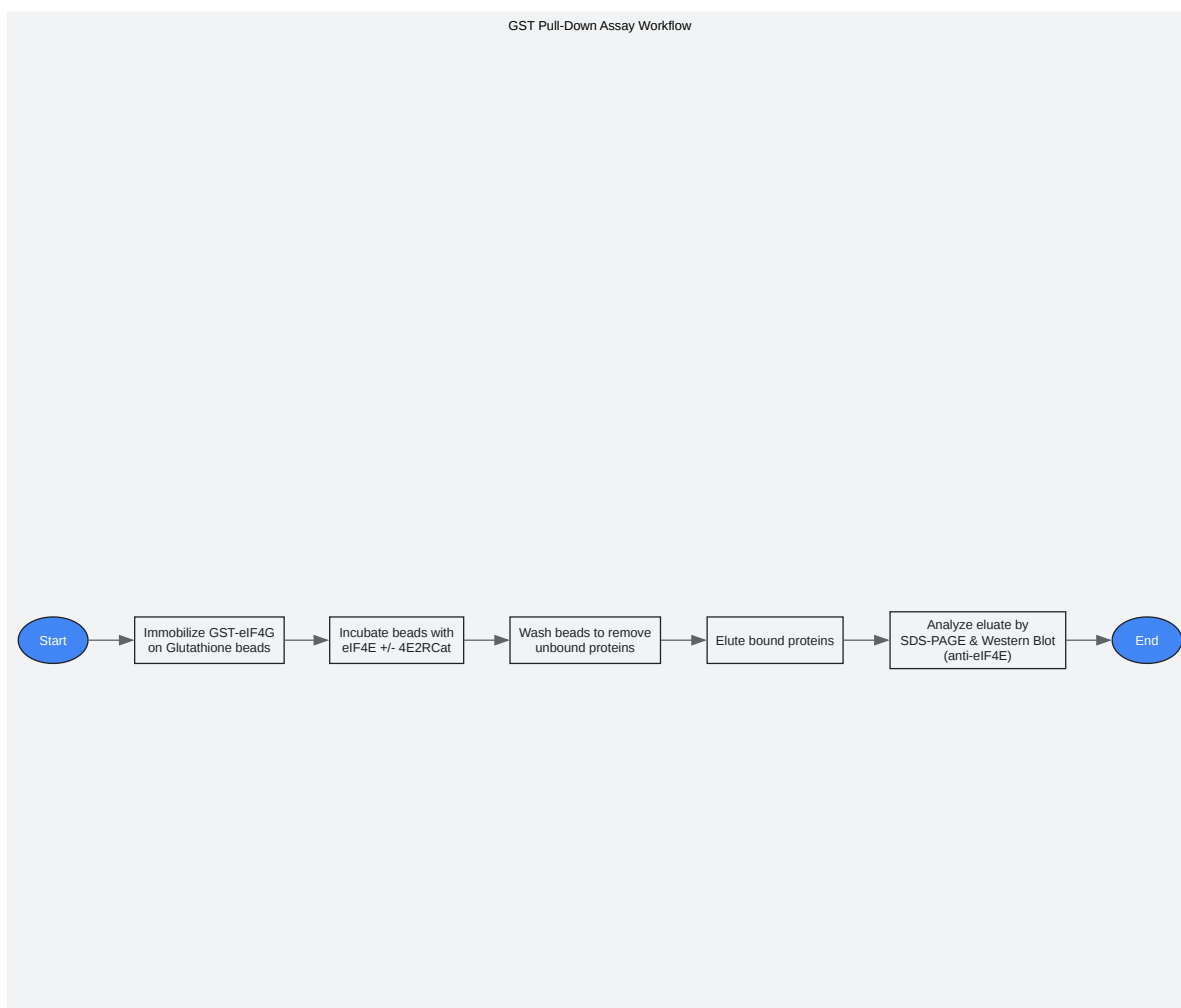 GST Pull-Down Assay Workflow
Start
Immobilize GST-eIF4G
on Glutathione beads
Incubate beads with
eIF4E +/- 4E2RCat
Wash beads to remove
unbound proteins
Elute bound proteins
Analyze eluate by
SDS-PAGE & Western Blot
(anti-eIF4E)
End